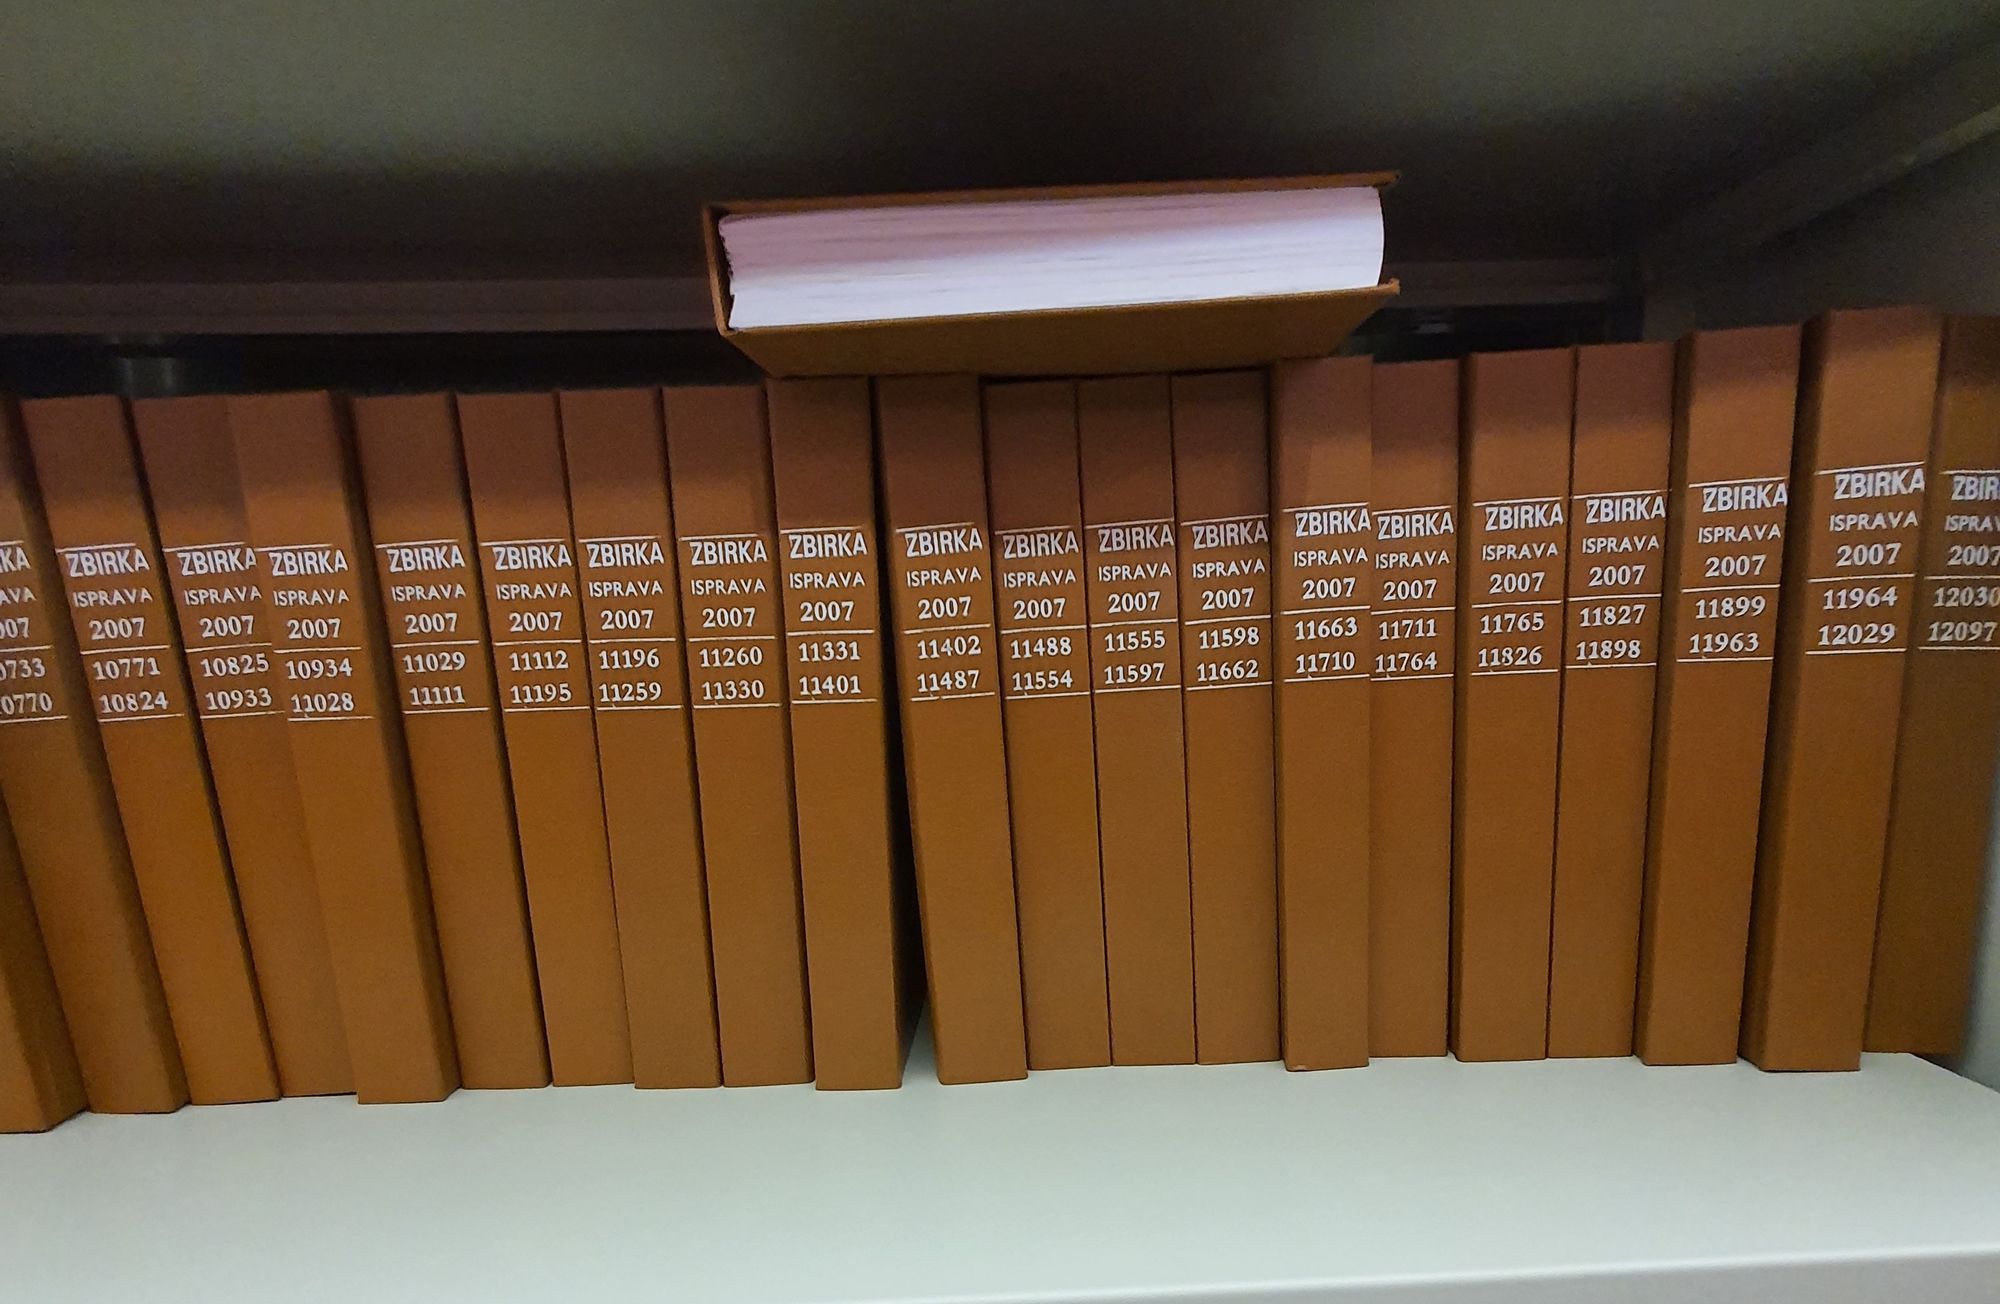 ZBIRKA
ISPRAVA
2007
10771
10824
ZBIRKA
ISPRAVA
2007
10825
10933
ZBIRKA
ISPRAVA
2007
10934
11028
ZBIRKA
ISPRAVA
2007
11029
11111
ZBIRKA
ISPRAVA
2007
11112
11195
ZBIRKA
ISPRAVA
2007
11196
11259
ZBIRKA
ISPRAVA
2007
11260
11330
ZBIRKA
ISPRAVA
2007
11331
11401
ZBIRKA
ISPRAVA
2007
11402
11487
ZBIRKA
ISPRAVA
2007
11488
11554
ZBIRKA
ISPRAVA
2007
11555
11597
ZBIRKA
ISPRAVA
2007
11598
11662
ZBIRKA
ISPRAVA
2007
11663
11710
ZBIRKA
ISPRAVA
2007
11711
11764
ZBIRKA
ISPRAVA
2007
11765
11826
ZBIRKA
ISPRAVA
2007
11827
11898
ZBIRKA
ISPRAVA
2007
11899
11963
ZBIRKA
ISPRAVA
2007
11964
12029
2007
12030
12097